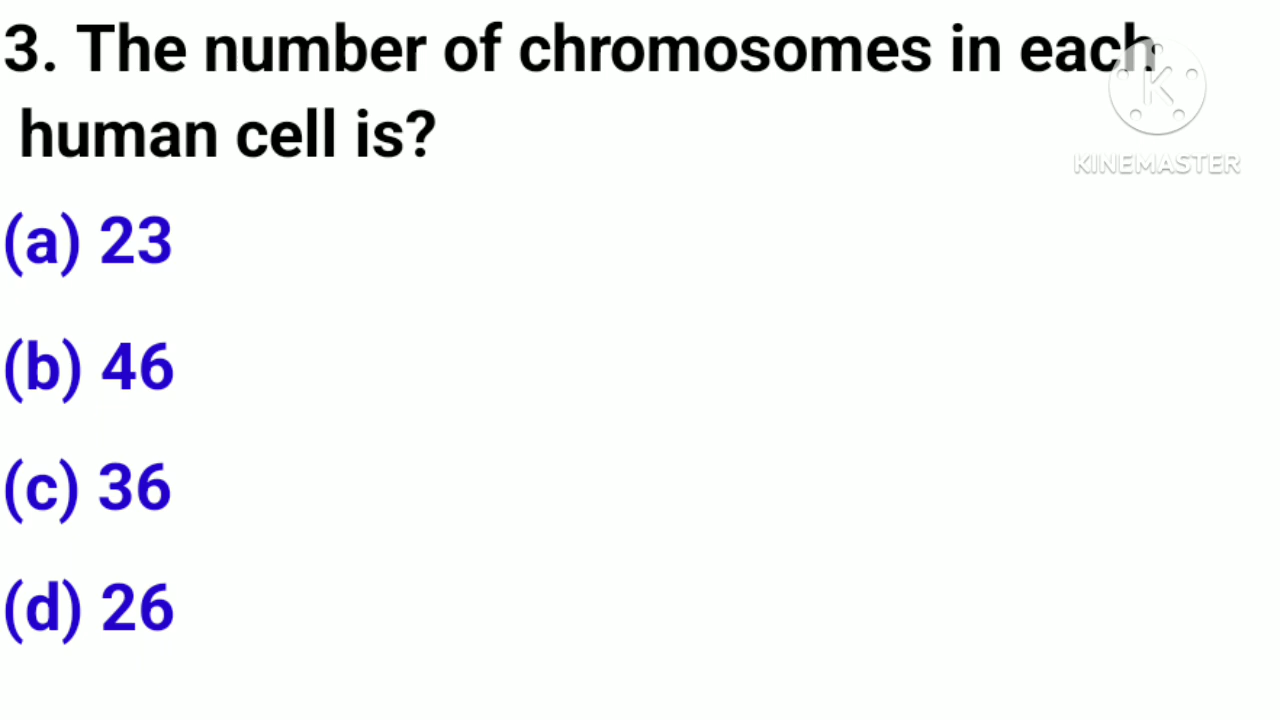 3. The number of chromosomes in each
human cell is?
K
KINEMASTER
(a) 23
(b) 46
(c) 36
(d) 26